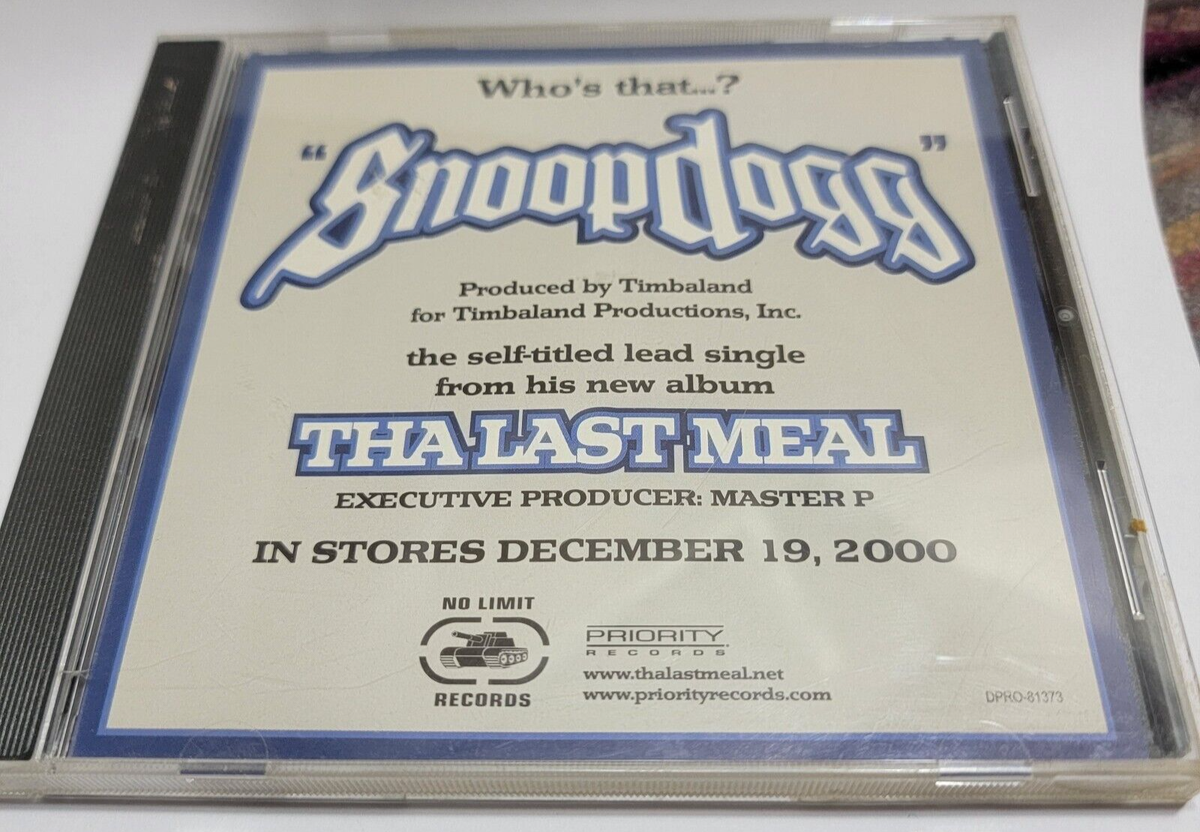 Who's that...?
“Snoopdogg”
Produced by Timbaland
for Timbaland Productions, Inc.
the self-titled lead single
from his new album
THA LAST MEAL
EXECUTIVE PRODUCER: MASTER P
IN STORES DECEMBER 19, 2000
NO LIMIT
RECORDS
PRIORITY
RECORDS
www.thalastmeal.net
www.priorityrecords.com
DPRO-81373